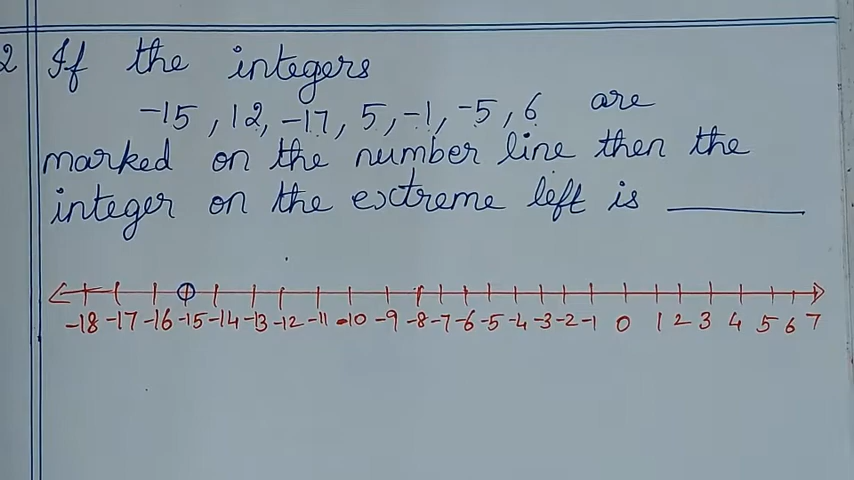 2 If the integers
-15, 12, -17, 5, -1, -5, 6 are
marked on the number line then the
integer on the extreme left is ______
-18 -17 -16 -15 -14 -13 -12 -11 -10 -9 -8 -7 -6 -5 -4 -3 -2 -1 0 1 2 3 4 5 6 7